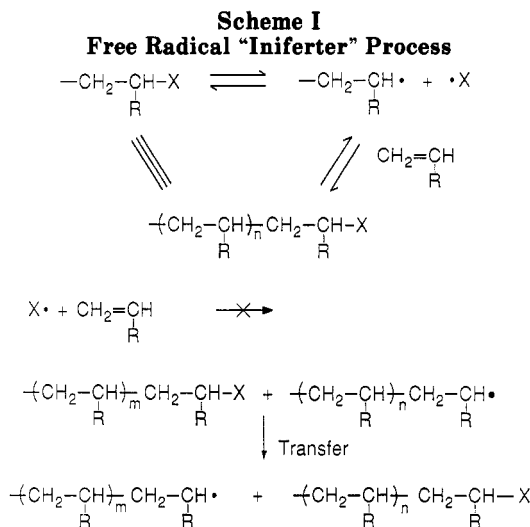 Scheme I
Free Radical "Iniferter" Process
—CH2—CH—X ⇌ —CH2—CH• + •X
R R
CH2=CH
R
—(CH2—CH)n—CH2—CH—X
R R
X• + CH2=CH —×→
R
—(CH2—CH)m—CH2—CH—X + —(CH2—CH)n—CH2—CH•
R R R R
Transfer
—(CH2—CH)m—CH2—CH• + —(CH2—CH)n CH2—CH—X
R R R R